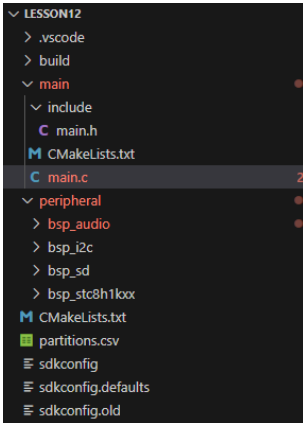 LESSON12
.vscode
build
main
include
C main.h
M CMakeLists.txt
C main.c 2
peripheral
bsp_audio
bsp_i2c
bsp_sd
bsp_stc8h1kxx
M CMakeLists.txt
partitions.csv
sdkconfig
sdkconfig.defaults
sdkconfig.old